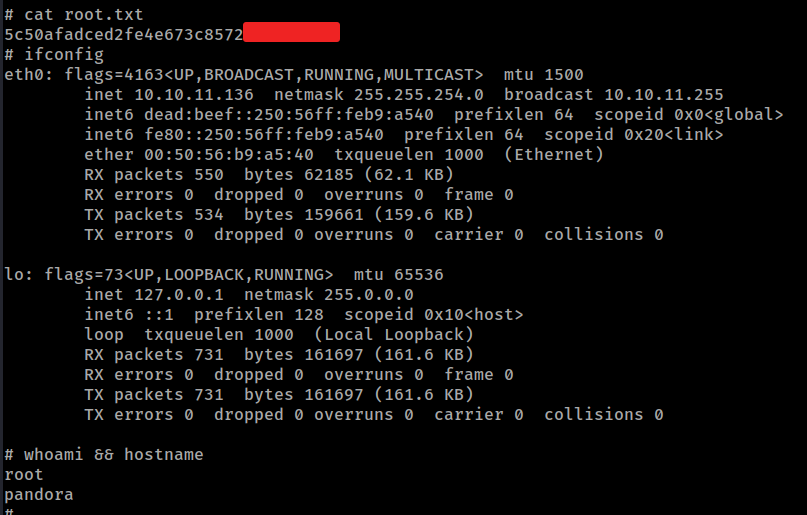 # cat root.txt
5c50afadced2fe4e673c8572
# ifconfig
eth0: flags=4163<UP,BROADCAST,RUNNING,MULTICAST>  mtu 1500
        inet 10.10.11.136  netmask 255.255.254.0  broadcast 10.10.11.255
        inet6 dead:beef::250:56ff:feb9:a540  prefixlen 64  scopeid 0x0<global>
        inet6 fe80::250:56ff:feb9:a540  prefixlen 64  scopeid 0x20<link>
        ether 00:50:56:b9:a5:40  txqueuelen 1000  (Ethernet)
        RX packets 550  bytes 62185 (62.1 KB)
        RX errors 0  dropped 0  overruns 0  frame 0
        TX packets 534  bytes 159661 (159.6 KB)
        TX errors 0  dropped 0 overruns 0  carrier 0  collisions 0

lo: flags=73<UP,LOOPBACK,RUNNING>  mtu 65536
        inet 127.0.0.1  netmask 255.0.0.0
        inet6 ::1  prefixlen 128  scopeid 0x10<host>
        loop  txqueuelen 1000  (Local Loopback)
        RX packets 731  bytes 161697 (161.6 KB)
        RX errors 0  dropped 0  overruns 0  frame 0
        TX packets 731  bytes 161697 (161.6 KB)
        TX errors 0  dropped 0 overruns 0  carrier 0  collisions 0

# whoami && hostname
root
pandora
#